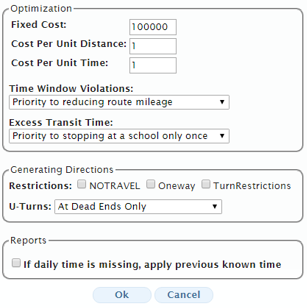 Optimization
Fixed Cost: 100000
Cost Per Unit Distance: 1
Cost Per Unit Time: 1
Time Window Violations:
Priority to reducing route mileage
Excess Transit Time:
Priority to stopping at a school only once
Generating Directions
Restrictions: NOTRAVEL Oneway TurnRestrictions
U-Turns: At Dead Ends Only
Reports
If daily time is missing, apply previous known time
Ok Cancel